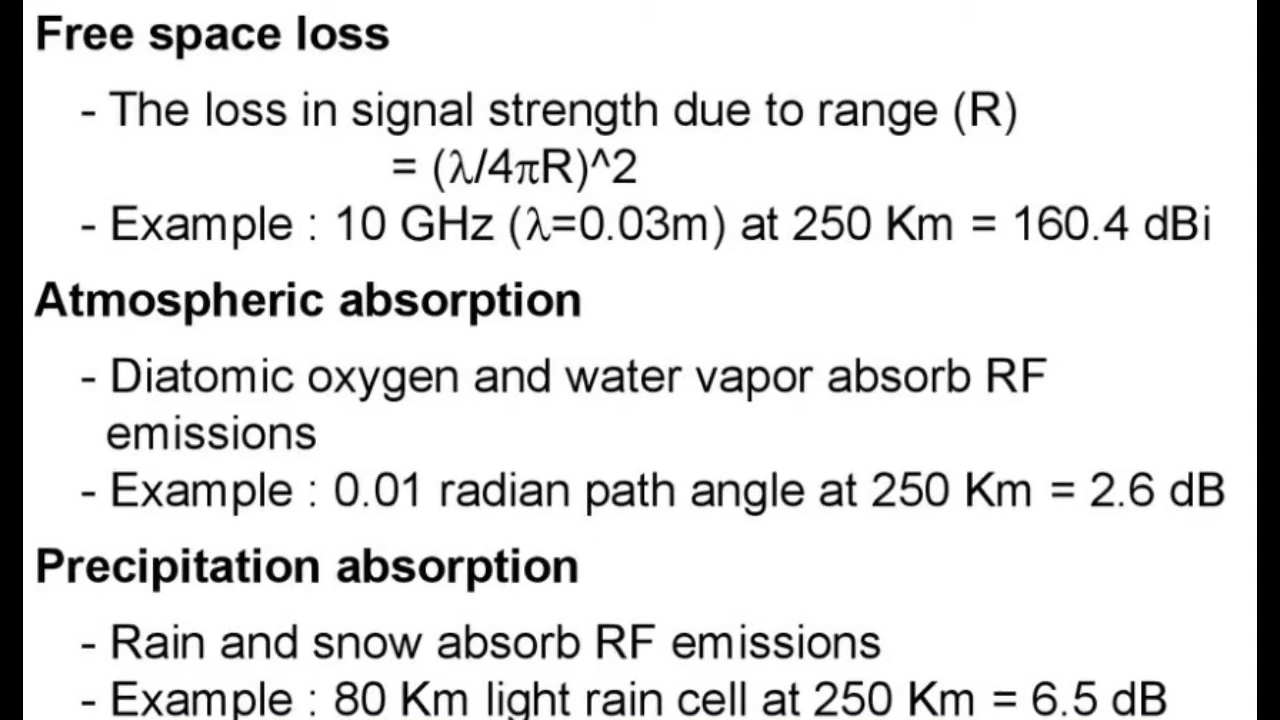 Free space loss
- The loss in signal strength due to range (R)
= (λ/4πR)^2
- Example : 10 GHz (λ=0.03m) at 250 Km = 160.4 dBi
Atmospheric absorption
- Diatomic oxygen and water vapor absorb RF
emissions
- Example : 0.01 radian path angle at 250 Km = 2.6 dB
Precipitation absorption
- Rain and snow absorb RF emissions
- Example : 80 Km light rain cell at 250 Km = 6.5 dB